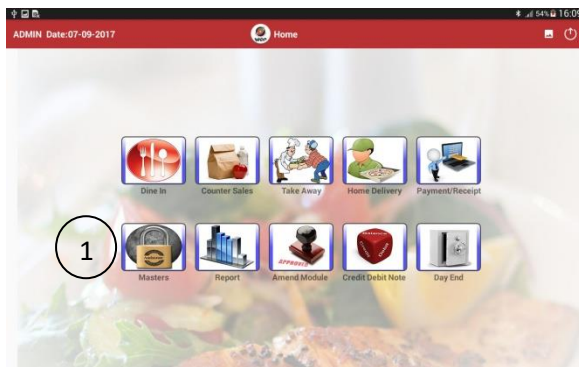 54% 16:09
ADMIN Date:07-09-2017 Home
Dine In Counter Sales Take Away Home Delivery Payment/Receipt
1
APPROVED
Masters Report Amend Module Credit Debit Note Day End